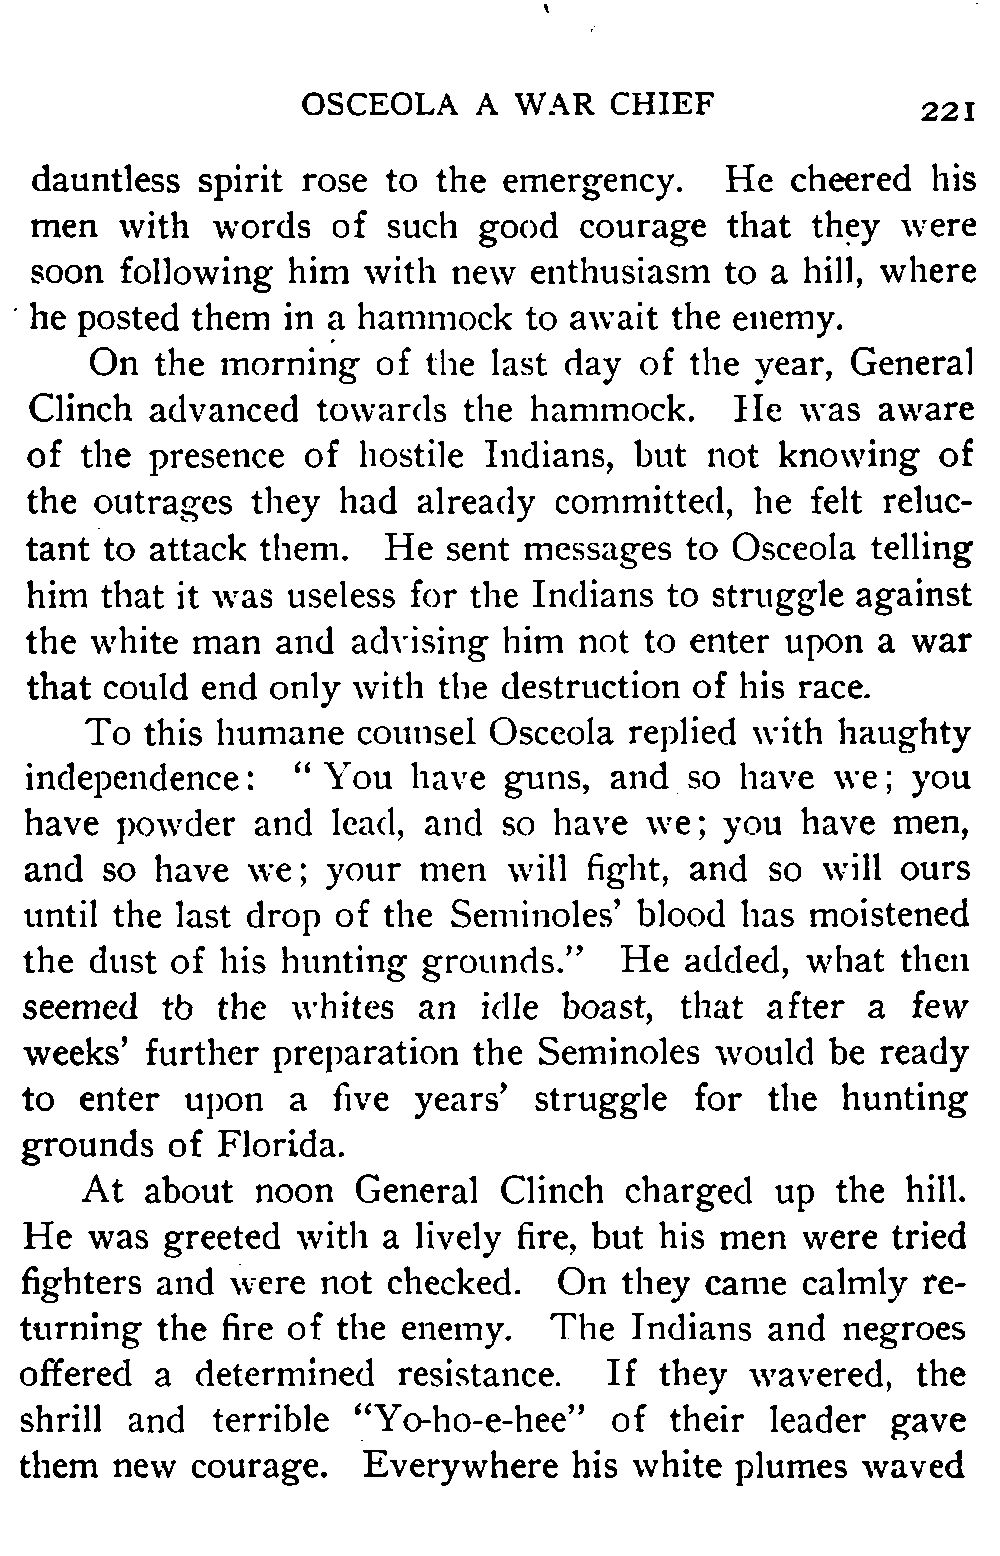 OSCEOLA A WAR CHIEF 221
dauntless spirit rose to the emergency. He cheered his
men with words of such good courage that they were
soon following him with new enthusiasm to a hill, where
he posted them in a hammock to await the enemy.
On the morning of the last day of the year, General
Clinch advanced towards the hammock. He was aware
of the presence of hostile Indians, but not knowing of
the outrages they had already committed, he felt reluc-
tant to attack them. He sent messages to Osceola telling
him that it was useless for the Indians to struggle against
the white man and advising him not to enter upon a war
that could end only with the destruction of his race.
To this humane counsel Osceola replied with haughty
independence: " You have guns, and so have we; you
have powder and lead, and so have we; you have men,
and so have we; your men will fight, and so will ours
until the last drop of the Seminoles' blood has moistened
the dust of his hunting grounds." He added, what then
seemed to the whites an idle boast, that after a few
weeks' further preparation the Seminoles would be ready
to enter upon a five years' struggle for the hunting
grounds of Florida.
At about noon General Clinch charged up the hill.
He was greeted with a lively fire, but his men were tried
fighters and were not checked. On they came calmly re-
turning the fire of the enemy. The Indians and negroes
offered a determined resistance. If they wavered, the
shrill and terrible "Yo-ho-e-hee" of their leader gave
them new courage. Everywhere his white plumes waved